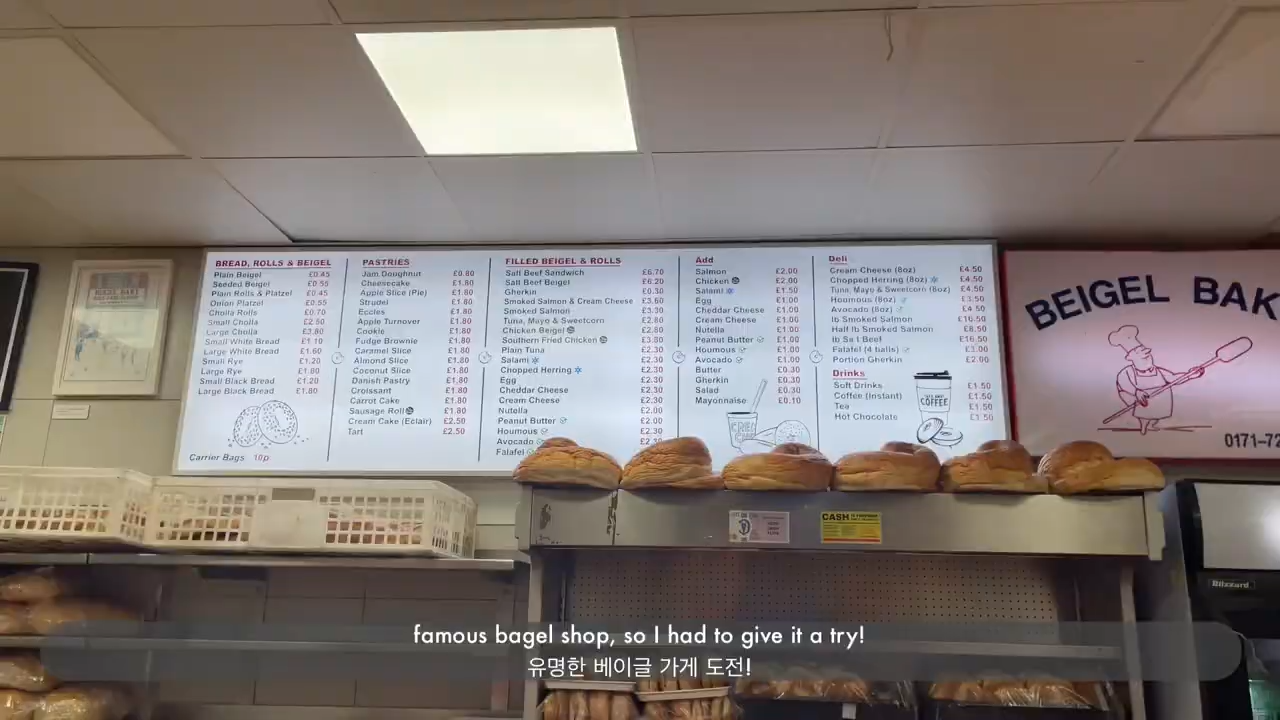 BREAD, ROLLS & BEIGEL
Plain Beigel £0.45
Seeded Beigel £0.55
Plain Rolls & Platzel £0.45
Onion Platzel £0.55
Cholla Rolls £0.70
Small Cholla £2.50
Large Cholla £3.80
Small White Bread £1.10
Large White Bread £1.60
Small Rye £1.20
Large Rye £1.80
Small Black Bread £1.20
Large Black Bread £1.80
Carrier Bags 10p
PASTRIES
Jam Doughnut £0.80
Cheesecake £1.80
Apple Slice (Pie) £1.80
Strudel £1.80
Eccles £1.80
Apple Turnover £1.80
Cookie £1.80
Fudge Brownie £1.80
Caramel Slice £1.80
Almond Slice £1.80
Coconut Slice £1.80
Danish Pastry £1.80
Croissant £1.80
Carrot Cake £1.80
Sausage Roll £1.80
Cream Cake (Eclair) £2.50
Tart £2.50
FILLED BEIGEL & ROLLS
Salt Beef Sandwich £6.70
Salt Beef Beigel £6.20
Gherkin £0.30
Smoked Salmon & Cream Cheese £3.60
Smoked Salmon £3.30
Tuna, Mayo & Sweetcorn £2.80
Chicken Beigel £2.80
Southern Fried Chicken £3.80
Plain Tuna £2.30
Salami £2.30
Chopped Herring £2.30
Egg £2.30
Cheddar Cheese £2.30
Cream Cheese £2.30
Nutella £2.00
Peanut Butter £2.00
Houmous £2.30
Avocado £2.30
Falafel
Add
Salmon £2.00
Chicken £2.00
Salami £1.50
Egg £1.00
Cheddar Cheese £1.00
Cream Cheese £1.00
Nutella £1.00
Peanut Butter £1.00
Houmous £1.00
Avocado £1.00
Butter £0.30
Gherkin £0.30
Salad £0.30
Mayonnaise £0.10
Deli
Cream Cheese (8oz) £4.50
Chopped Herring (8oz) £4.50
Tuna, Mayo & Sweetcorn (8oz) £4.50
Houmous (8oz) £3.50
Avocado (8oz) £4.50
lb Smoked Salmon £16.50
Half lb Smoked Salmon £8.50
lb Salt Beef £16.50
Falafel (4 balls) £3.00
Portion Gherkin £2.00
Drinks
Soft Drinks £1.50
Coffee (Instant) £1.50
Tea £1.50
Hot Chocolate £1.50
COFFEE
BEIGEL BAK
0171-72
BEIGEL BAKE
CASH
Blizzard
famous bagel shop, so I had to give it a try!
유명한 베이글 가게 도전!